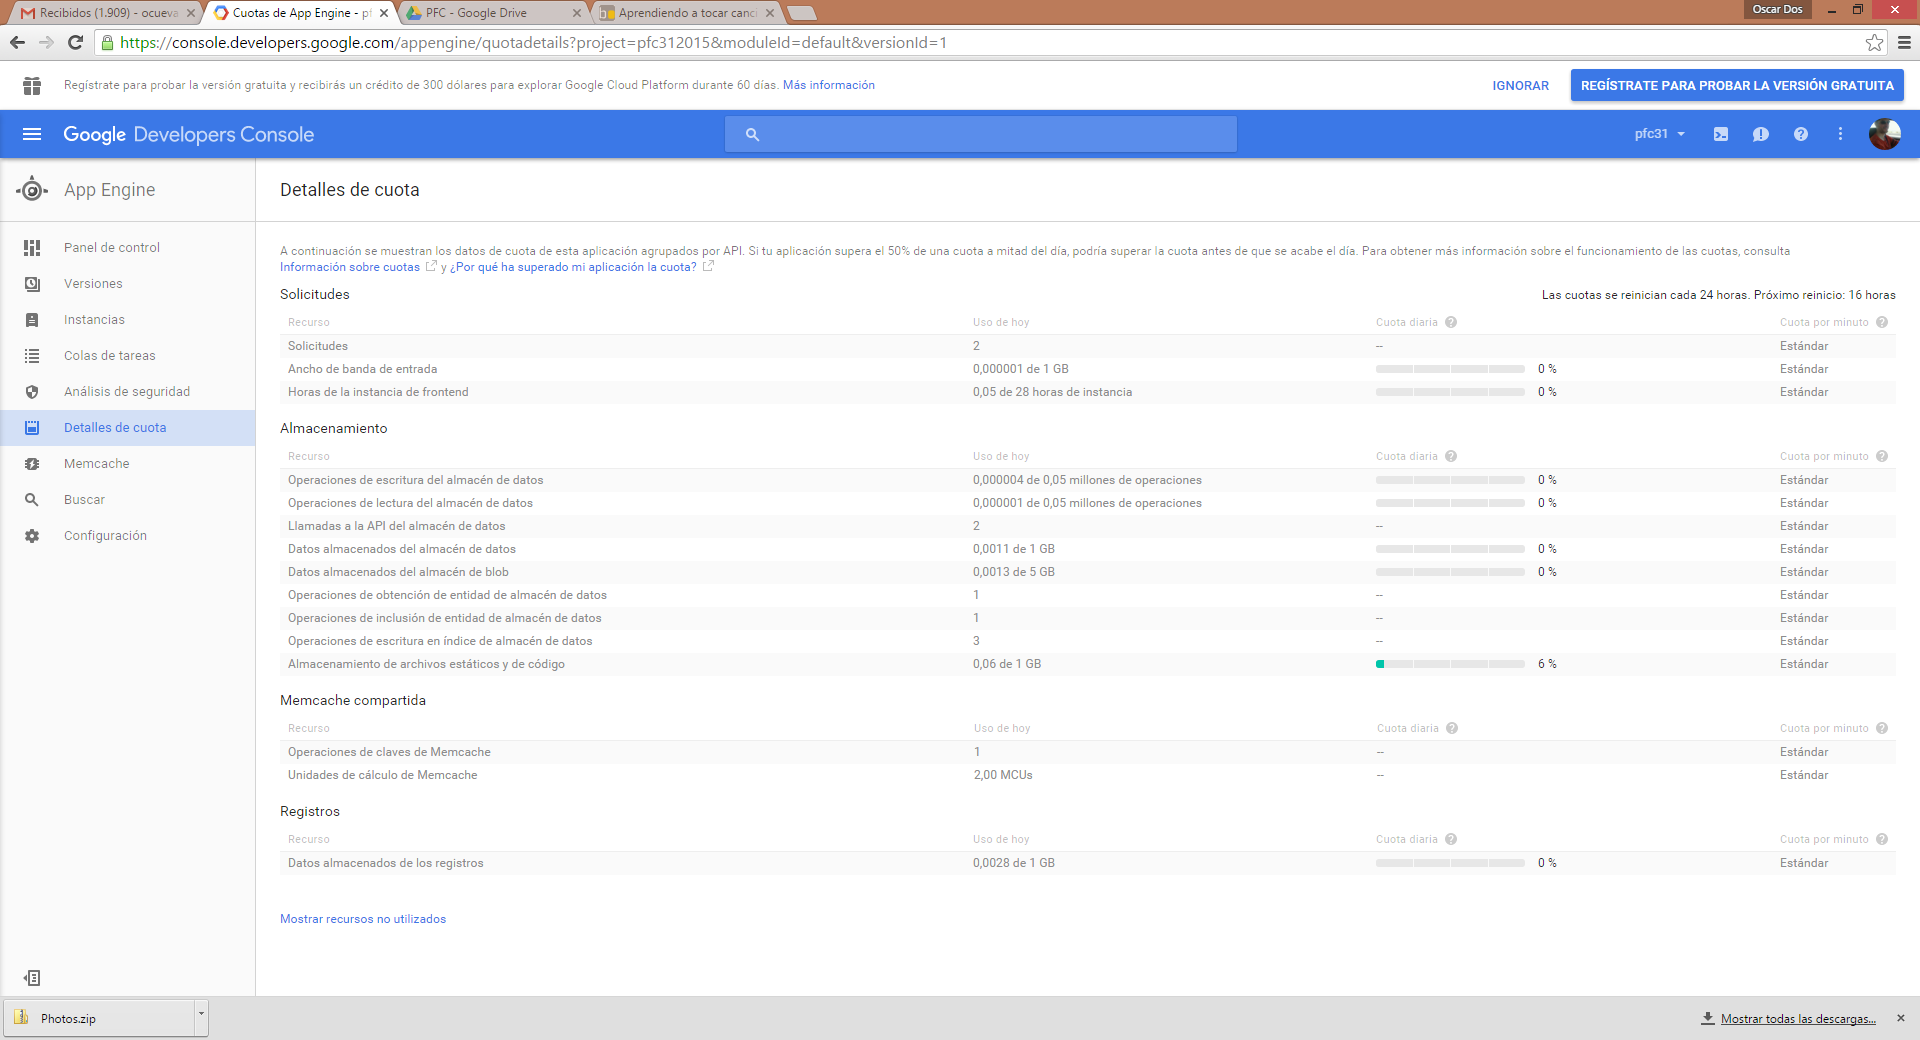 Recibidos (1.909) - ocueva
Cuotas de App Engine - pf
PFC - Google Drive
Aprendiendo a tocar canci
Oscar Dos
https://console.developers.google.com/appengine/quotadetails?project=pfc312015&moduleId=default&versionId=1
Regístrate para probar la versión gratuita y recibirás un crédito de 300 dólares para explorar Google Cloud Platform durante 60 días. Más información
IGNORAR
REGÍSTRATE PARA PROBAR LA VERSIÓN GRATUITA
Google Developers Console
pfc31
App Engine
Detalles de cuota
Panel de control
Versiones
Instancias
Colas de tareas
Análisis de seguridad
Detalles de cuota
Memcache
Buscar
Configuración
A continuación se muestran los datos de cuota de esta aplicación agrupados por API. Si tu aplicación supera el 50% de una cuota a mitad del día, podría superar la cuota antes de que se acabe el día. Para obtener más información sobre el funcionamiento de las cuotas, consulta
Información sobre cuotas y ¿Por qué ha superado mi aplicación la cuota?
Solicitudes
Las cuotas se reinician cada 24 horas. Próximo reinicio: 16 horas
Recurso Uso de hoy Cuota diaria Cuota por minuto
Solicitudes 2 -- Estándar
Ancho de banda de entrada 0,000001 de 1 GB 0 % Estándar
Horas de la instancia de frontend 0,05 de 28 horas de instancia 0 % Estándar
Almacenamiento
Recurso Uso de hoy Cuota diaria Cuota por minuto
Operaciones de escritura del almacén de datos 0,000004 de 0,05 millones de operaciones 0 % Estándar
Operaciones de lectura del almacén de datos 0,000001 de 0,05 millones de operaciones 0 % Estándar
Llamadas a la API del almacén de datos 2 -- Estándar
Datos almacenados del almacén de datos 0,0011 de 1 GB 0 % Estándar
Datos almacenados del almacén de blob 0,0013 de 5 GB 0 % Estándar
Operaciones de obtención de entidad de almacén de datos 1 -- Estándar
Operaciones de inclusión de entidad de almacén de datos 1 -- Estándar
Operaciones de escritura en índice de almacén de datos 3 -- Estándar
Almacenamiento de archivos estáticos y de código 0,06 de 1 GB 6 % Estándar
Memcache compartida
Recurso Uso de hoy Cuota diaria Cuota por minuto
Operaciones de claves de Memcache 1 -- Estándar
Unidades de cálculo de Memcache 2,00 MCUs -- Estándar
Registros
Recurso Uso de hoy Cuota diaria Cuota por minuto
Datos almacenados de los registros 0,0028 de 1 GB 0 % Estándar
Mostrar recursos no utilizados
Photos.zip
Mostrar todas las descargas...